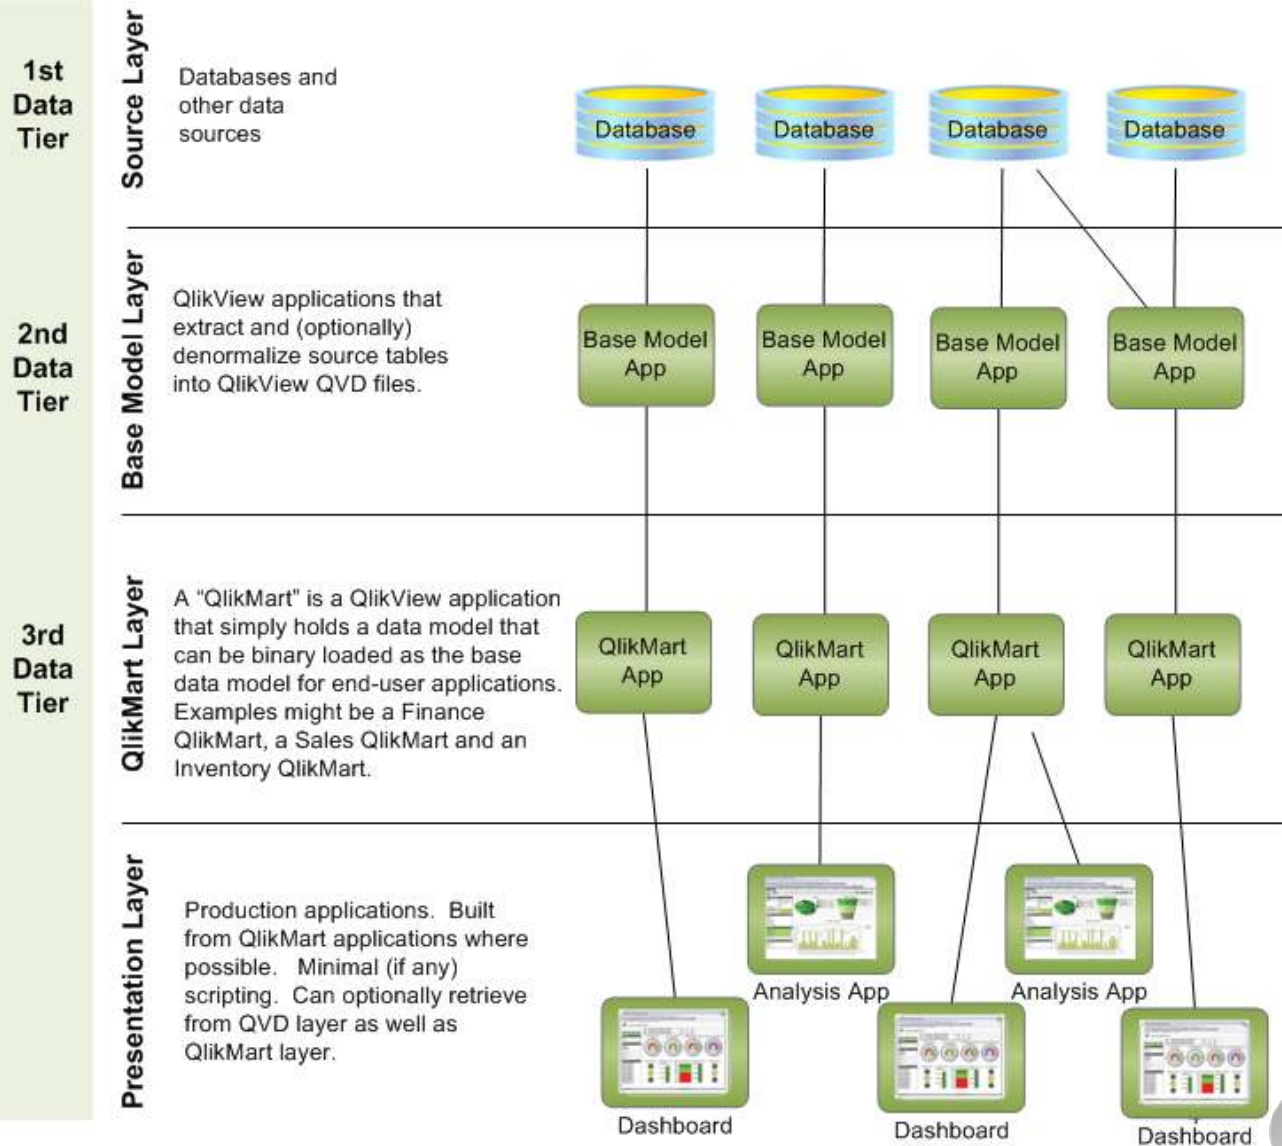 1st
Data
Tier
Source Layer
Databases and
other data
sources
Database
Database
Database
Database
2nd
Data
Tier
Base Model Layer
QlikView applications that
extract and (optionally)
denormalize source tables
into QlikView QVD files.
Base Model
App
Base Model
App
Base Model
App
Base Model
App
3rd
Data
Tier
QlikMart Layer
A “QlikMart” is a QlikView application
that simply holds a data model that
can be binary loaded as the base
data model for end-user applications.
Examples might be a Finance
QlikMart, a Sales QlikMart and an
Inventory QlikMart.
QlikMart
App
QlikMart
App
QlikMart
App
QlikMart
App
Presentation Layer
Production applications.  Built
from QlikMart applications where
possible.   Minimal (if any)
scripting.  Can optionally retrieve
from QVD layer as well as
QlikMart layer.
Analysis App
Analysis App
Dashboard
Dashboard
Dashboard